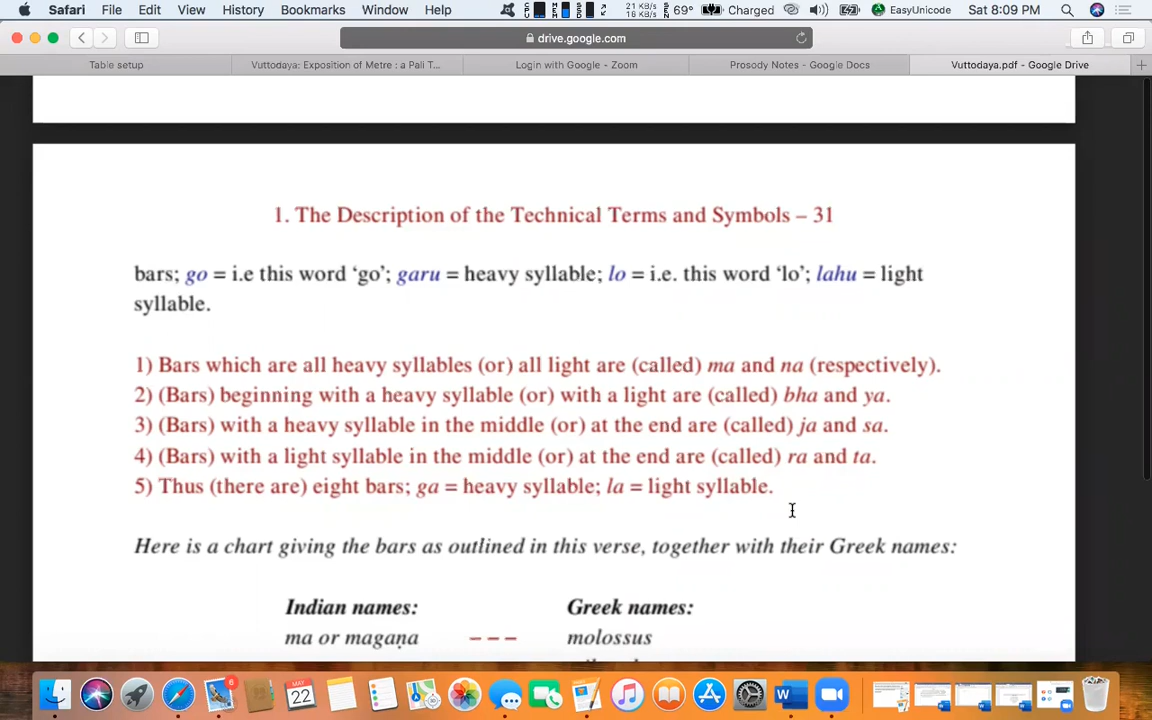 Safari File Edit View History Bookmarks Window Help 21 KB/s 16 KB/s 69° Charged EasyUnicode Sat 8:09 PM
drive.google.com
Table setup Vuttodaya: Exposition of Metre : a Pali T... Login with Google - Zoom Prosody Notes - Google Docs Vuttodaya.pdf - Google Drive
1. The Description of the Technical Terms and Symbols – 31
bars; go = i.e this word ‘go’; garu = heavy syllable; lo = i.e. this word ‘lo’; lahu = light
syllable.
1) Bars which are all heavy syllables (or) all light are (called) ma and na (respectively).
2) (Bars) beginning with a heavy syllable (or) with a light are (called) bha and ya.
3) (Bars) with a heavy syllable in the middle (or) at the end are (called) ja and sa.
4) (Bars) with a light syllable in the middle (or) at the end are (called) ra and ta.
5) Thus (there are) eight bars; ga = heavy syllable; la = light syllable.
Here is a chart giving the bars as outlined in this verse, together with their Greek names:
Indian names: Greek names:
ma or magaṇa – – – molossus
6 MAY 22